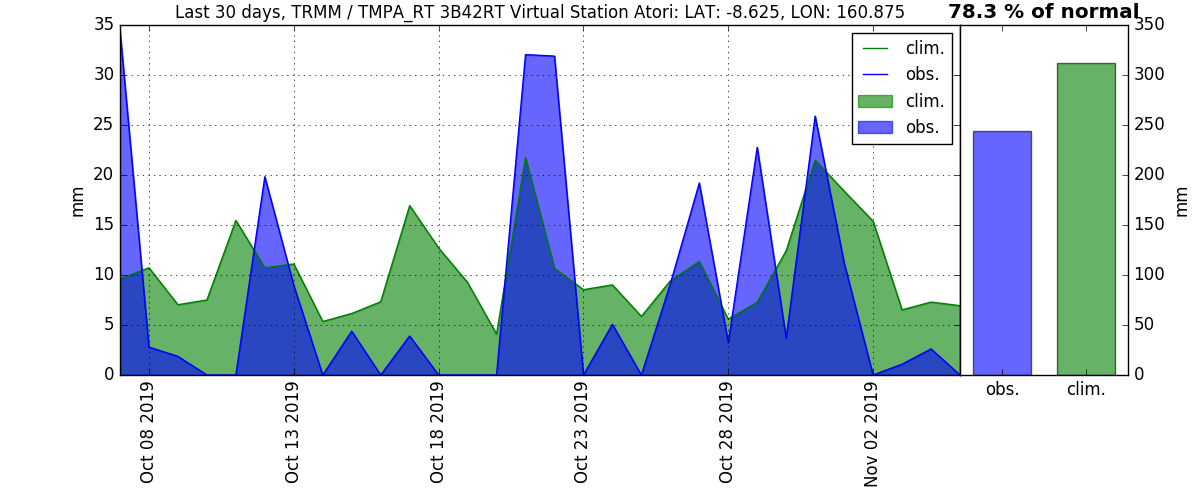 Last 30 days, TRMM / TMPA_RT 3B42RT Virtual Station Atori: LAT: -8.625, LON: 160.875
78.3 % of normal
35
30
25
20
15
10
5
0
mm
clim.
obs.
clim.
obs.
350
300
250
200
150
100
50
0
mm
Oct 08 2019
Oct 13 2019
Oct 18 2019
Oct 23 2019
Oct 28 2019
Nov 02 2019
obs.
clim.